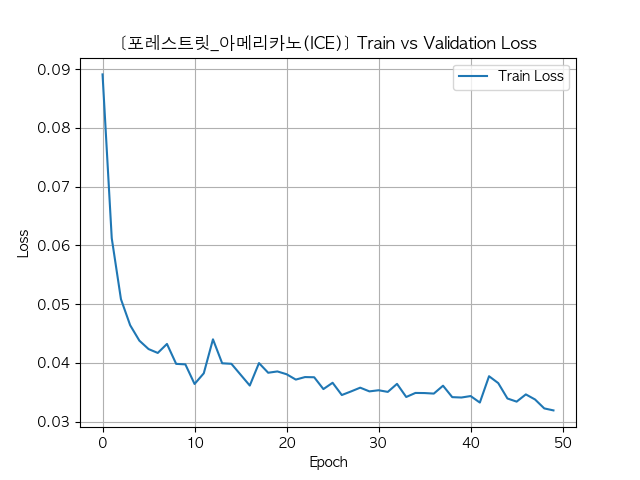 [포레스트릿_아메리카노(ICE)] Train vs Validation Loss
Train Loss
0.09
0.08
0.07
0.06
0.05
0.04
0.03
Loss
0 10 20 30 40 50
Epoch